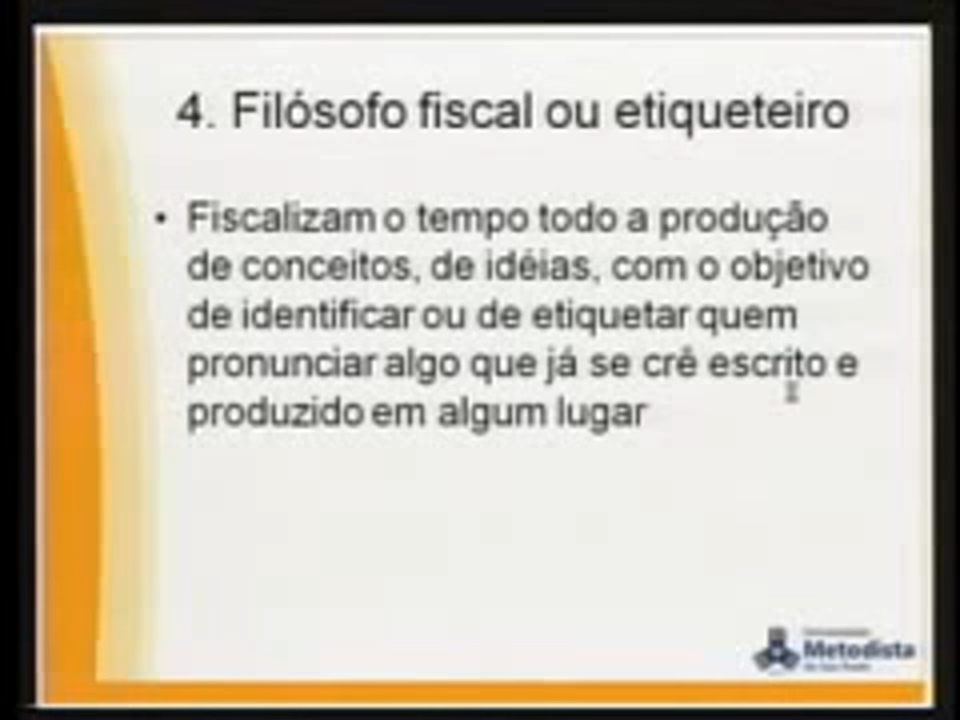 4. Filósofo fiscal ou etiqueteiro
• Fiscalizam o tempo todo a produção
de conceitos, de idéias, com o objetivo
de identificar ou de etiquetar quem
pronunciar algo que já se crê escrito e
produzido em algum lugar
Metodista